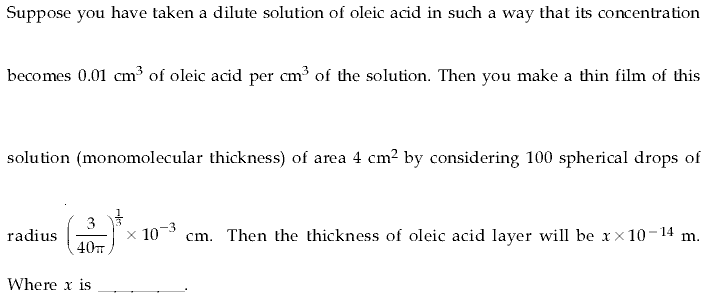 Suppose you have taken a dilute solution of oleic acid in such a way that its concentration
becomes 0.01 cm³ of oleic acid per cm³ of the solution. Then you make a thin film of this
solution (monomolecular thickness) of area 4 cm² by considering 100 spherical drops of
radius (3/40π)^(1/3) × 10⁻³ cm. Then the thickness of oleic acid layer will be x × 10⁻¹⁴ m.
Where x is ________.